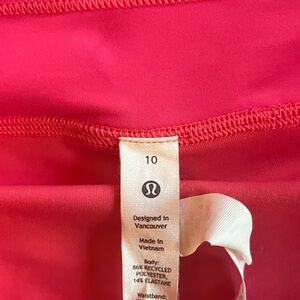 10
Designed in
Vancouver
Made in
Vietnam
Body:
86% RECYCLED
POLYESTER,
14% ELASTANE
Waistband: